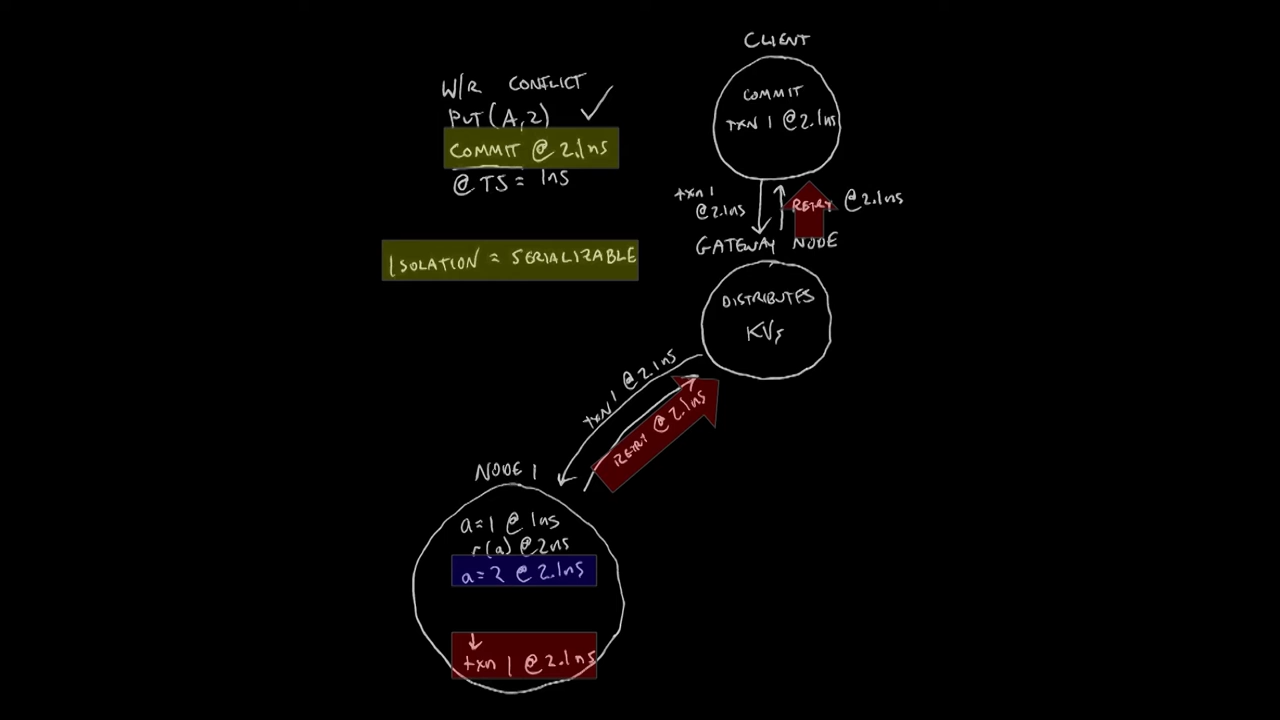 W/R CONFLICT
PUT(A,2)
COMMIT @ 2.1ns
@ TS = 1ns
ISOLATION = SERIALIZABLE
CLIENT
COMMIT
TXN 1 @2.1ns
txn 1
@2.1ns
RETRY @2.1ns
GATEWAY NODE
DISTRIBUTES
KVs
txn 1 @2.1ns
RETRY @2.1ns
NODE 1
a=1 @ 1ns
r(a) @2ns
a=2 @ 2.1ns
txn 1 @2.1ns